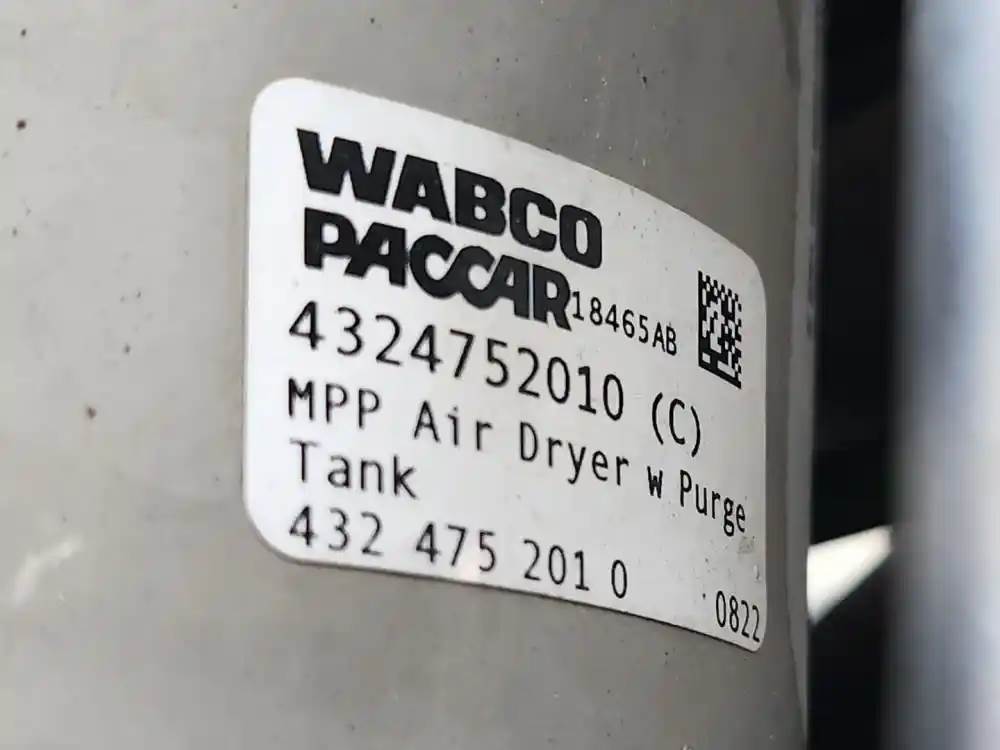 WABCO
PACCAR 18465AB
4324752010 (C)
MPP Air Dryer w Purge
Tank
432 475 201 0
0822